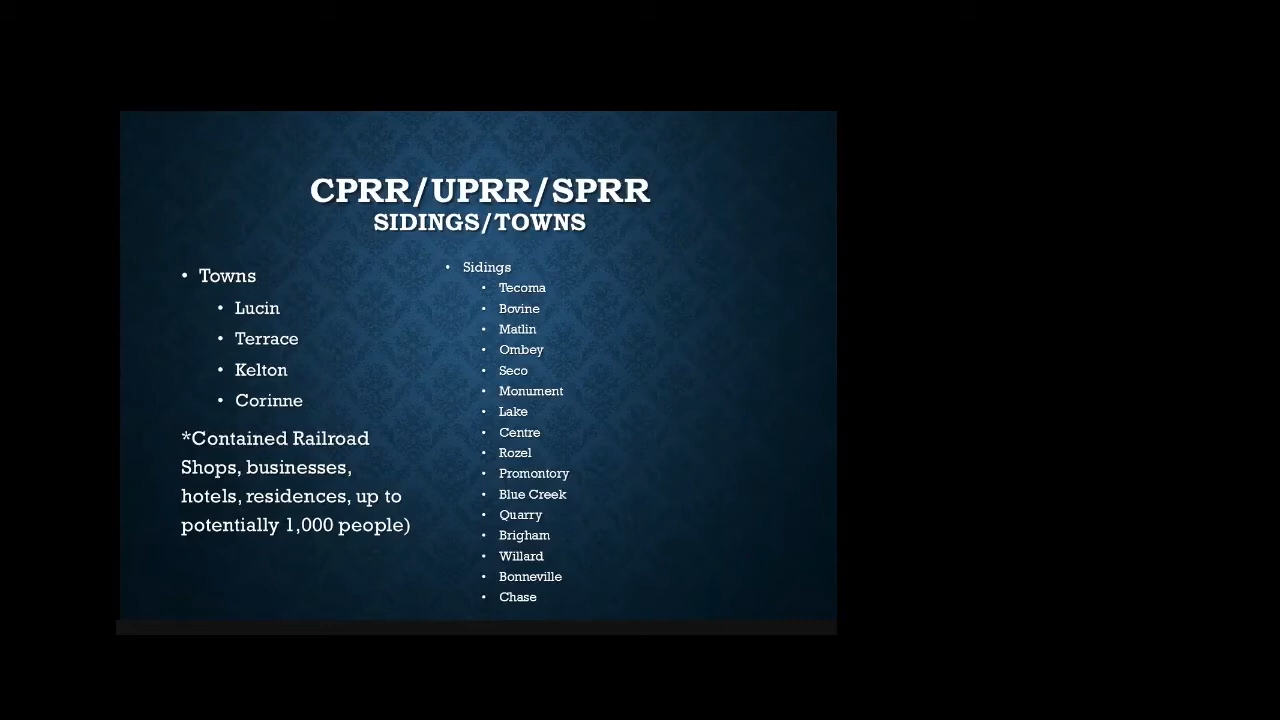 CPRR/UPRR/SPRR
SIDINGS/TOWNS
• Towns
• Lucin
• Terrace
• Kelton
• Corinne
*Contained Railroad
Shops, businesses,
hotels, residences, up to
potentially 1,000 people)
• Sidings
• Tecoma
• Bovine
• Matlin
• Ombey
• Seco
• Monument
• Lake
• Centre
• Rozel
• Promontory
• Blue Creek
• Quarry
• Brigham
• Willard
• Bonneville
• Chase